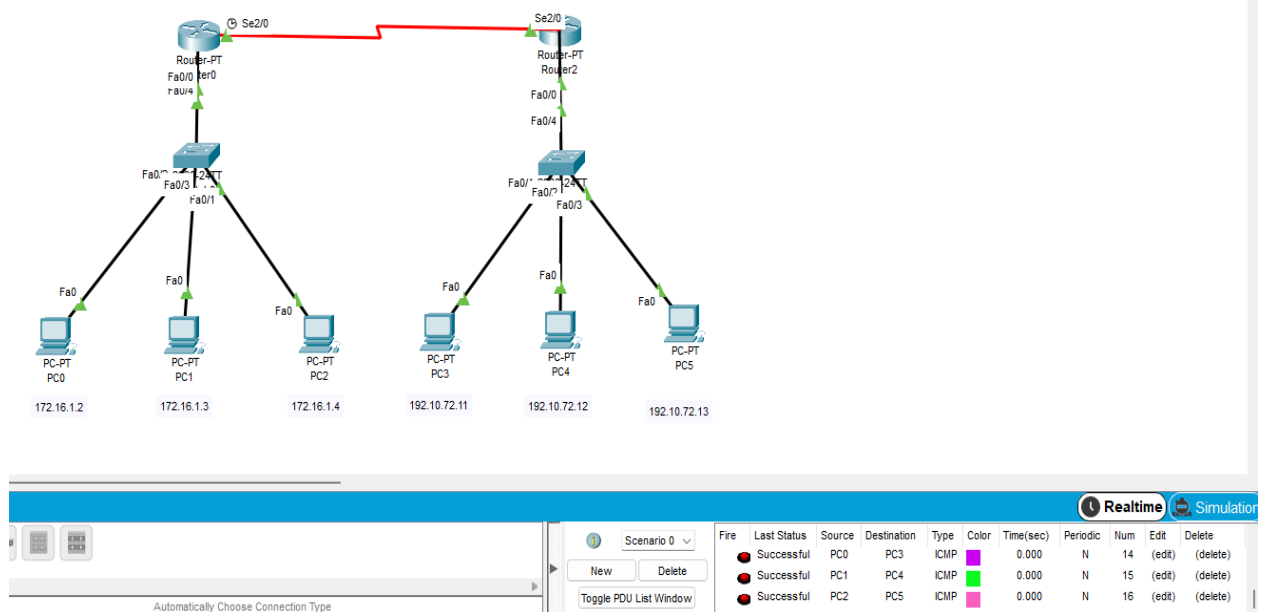 Se2/0
Se2/0
Router-PT
Router-PT
Router2
Fa0/0
Fa0/4
Fa0/0
Fa0/4
Fa0/3
Fa0/1
Fa0/2
Fa0/3
Fa0
Fa0
Fa0
Fa0
Fa0
Fa0
PC-PT
PC0
PC-PT
PC1
PC-PT
PC2
PC-PT
PC3
PC-PT
PC4
PC-PT
PC5
172.16.1.2
172.16.1.3
172.16.1.4
192.10.72.11
192.10.72.12
192.10.72.13
Realtime
Simulation
Scenario 0
New Delete
Toggle PDU List Window
Automatically Choose Connection Type
Fire Last Status Source Destination Type Color Time(sec) Periodic Num Edit Delete
Successful PC0 PC3 ICMP 0.000 N 14 (edit) (delete)
Successful PC1 PC4 ICMP 0.000 N 15 (edit) (delete)
Successful PC2 PC5 ICMP 0.000 N 16 (edit) (delete)